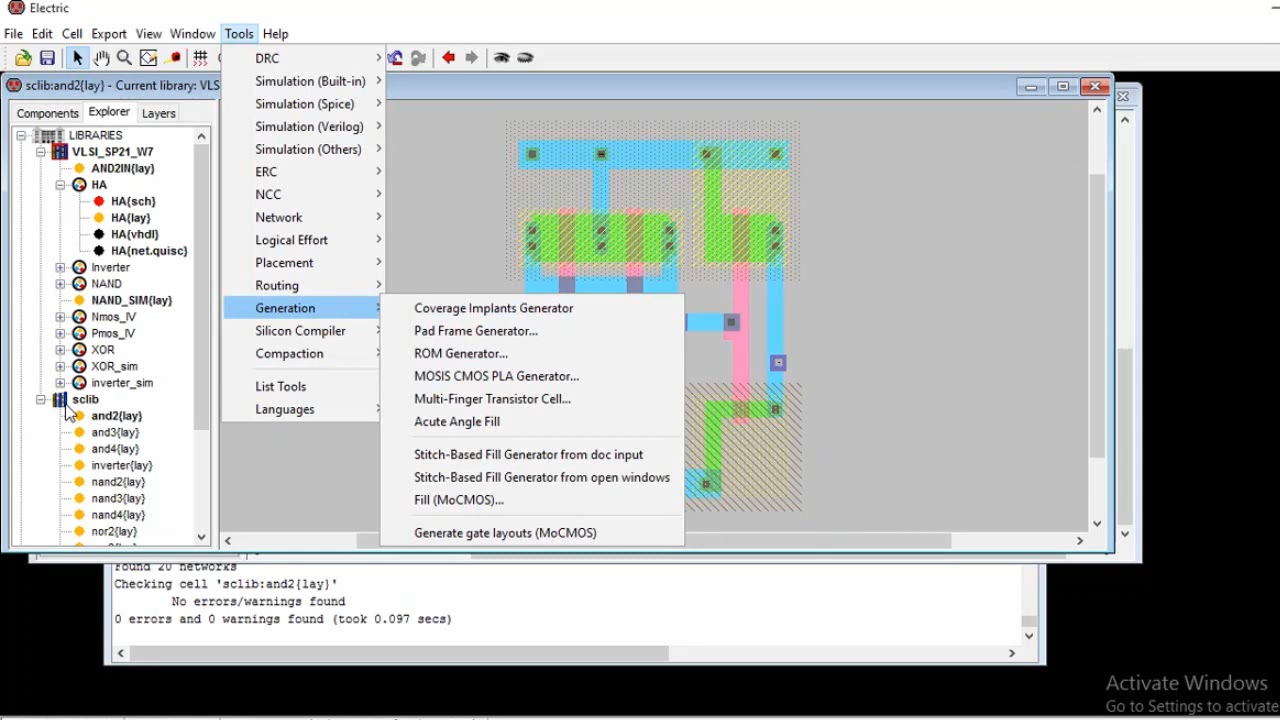 Electric
File Edit Cell Export View Window Tools Help
sclib:and2{lay} - Current library: VLS
Components Explorer Layers
LIBRARIES
VLSI_SP21_W7
AND2IN{lay}
HA
HA{sch}
HA{lay}
HA{vhdl}
HA{net.quisc}
Inverter
NAND
NAND_SIM{lay}
Nmos_IV
Pmos_IV
XOR
XOR_sim
inverter_sim
sclib
and2{lay}
and3{lay}
and4{lay}
inverter{lay}
nand2{lay}
nand3{lay}
nand4{lay}
nor2{lay}
DRC
Simulation (Built-in)
Simulation (Spice)
Simulation (Verilog)
Simulation (Others)
ERC
NCC
Network
Logical Effort
Placement
Routing
Generation
Silicon Compiler
Compaction
List Tools
Languages
Coverage Implants Generator
Pad Frame Generator...
ROM Generator...
MOSIS CMOS PLA Generator...
Multi-Finger Transistor Cell...
Acute Angle Fill
Stitch-Based Fill Generator from doc input
Stitch-Based Fill Generator from open windows
Fill (MoCMOS)...
Generate gate layouts (MoCMOS)
Found 20 networks
Checking cell 'sclib:and2{lay}'
No errors/warnings found
0 errors and 0 warnings found (took 0.097 secs)
Activate Windows
Go to Settings to activate